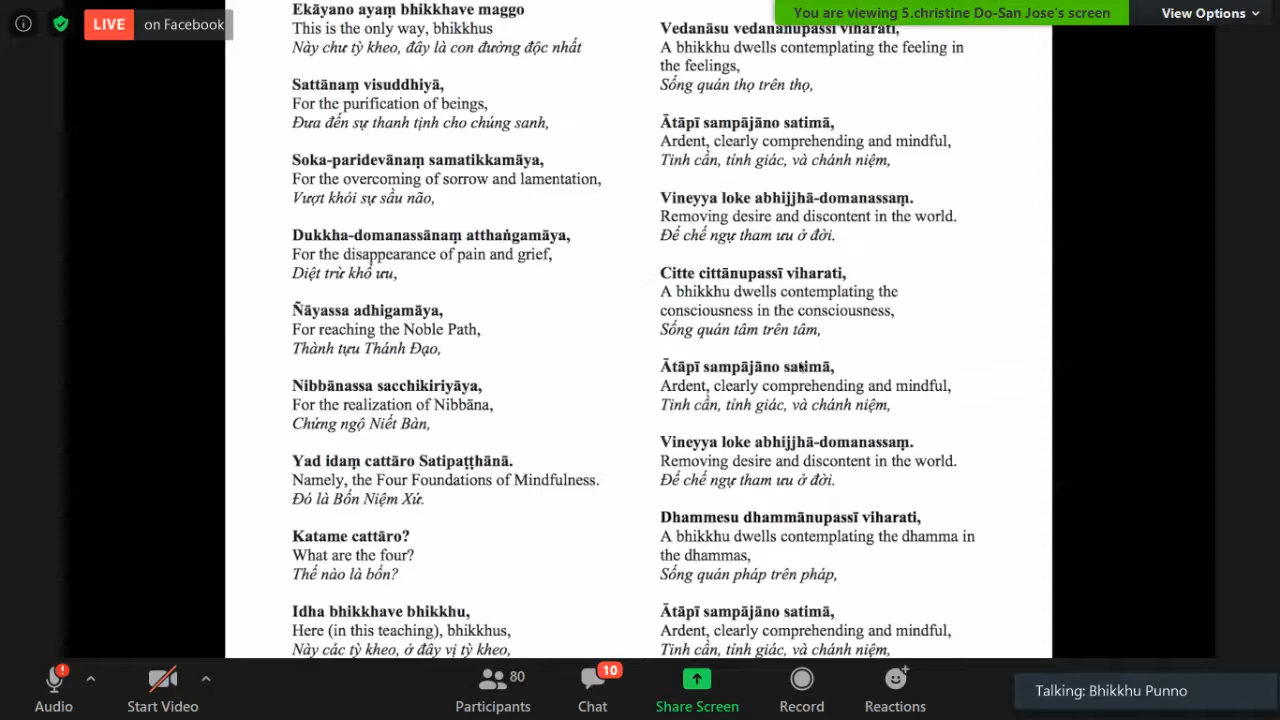 LIVE on Facebook
You are viewing 5.christine Do-San Jose's screen
View Options
Ekāyano ayaṃ bhikkhave maggo
This is the only way, bhikkhus
Này chư tỳ kheo, đây là con đường độc nhất
Sattānaṃ visuddhiyā,
For the purification of beings,
Đưa đến sự thanh tịnh cho chúng sanh,
Soka-paridevānaṃ samatikkamāya,
For the overcoming of sorrow and lamentation,
Vượt khỏi sự sầu não,
Dukkha-domanassānaṃ atthaṅgamāya,
For the disappearance of pain and grief,
Diệt trừ khổ ưu,
Ñāyassa adhigamāya,
For reaching the Noble Path,
Thành tựu Thánh Đạo,
Nibbānassa sacchikiriyāya,
For the realization of Nibbāna,
Chứng ngộ Niết Bàn,
Yad idaṃ cattāro Satipaṭṭhānā.
Namely, the Four Foundations of Mindfulness.
Đó là Bốn Niệm Xứ.
Katame cattāro?
What are the four?
Thế nào là bốn?
Idha bhikkhave bhikkhu,
Here (in this teaching), bhikkhus,
Này các tỳ kheo, ở đây vị tỳ kheo,
Vedanāsu vedanānupassī viharati,
A bhikkhu dwells contemplating the feeling in
the feelings,
Sống quán thọ trên thọ,
Ātāpī sampājāno satimā,
Ardent, clearly comprehending and mindful,
Tinh cần, tỉnh giác, và chánh niệm,
Vineyya loke abhijjhā-domanassaṃ.
Removing desire and discontent in the world.
Để chế ngự tham ưu ở đời.
Citte cittānupassī viharati,
A bhikkhu dwells contemplating the
consciousness in the consciousness,
Sống quán tâm trên tâm,
Ātāpī sampājāno satimā,
Ardent, clearly comprehending and mindful,
Tinh cần, tỉnh giác, và chánh niệm,
Vineyya loke abhijjhā-domanassaṃ.
Removing desire and discontent in the world.
Để chế ngự tham ưu ở đời.
Dhammesu dhammānupassī viharati,
A bhikkhu dwells contemplating the dhamma in
the dhammas,
Sống quán pháp trên pháp,
Ātāpī sampājāno satimā,
Ardent, clearly comprehending and mindful,
Tinh cần, tỉnh giác, và chánh niệm,
Audio
Start Video
80
Participants
10
Chat
Share Screen
Record
Reactions
Talking: Bhikkhu Punno